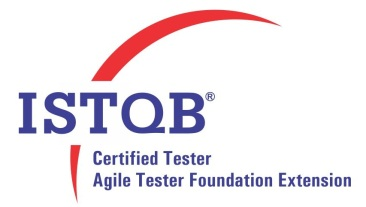 ISTQB®
Certified Tester
Agile Tester Foundation Extension